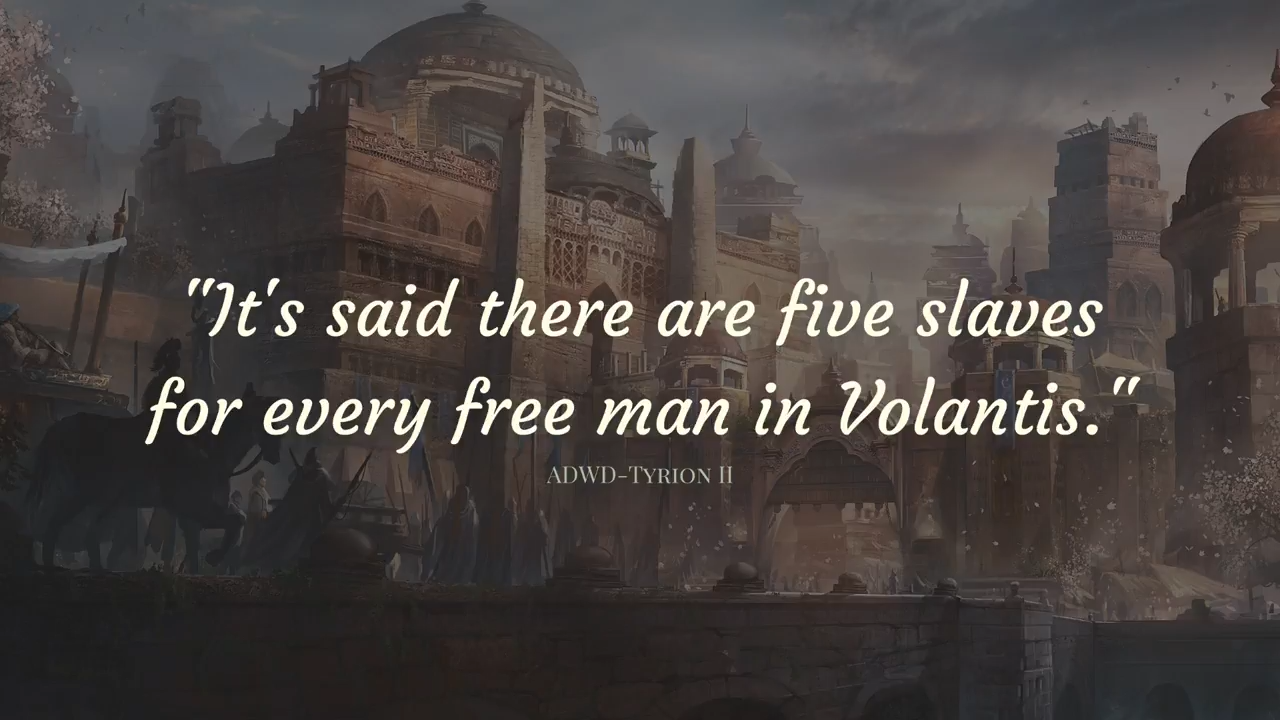 "It's said there are five slaves
for every free man in Volantis."
ADWD-Tyrion II